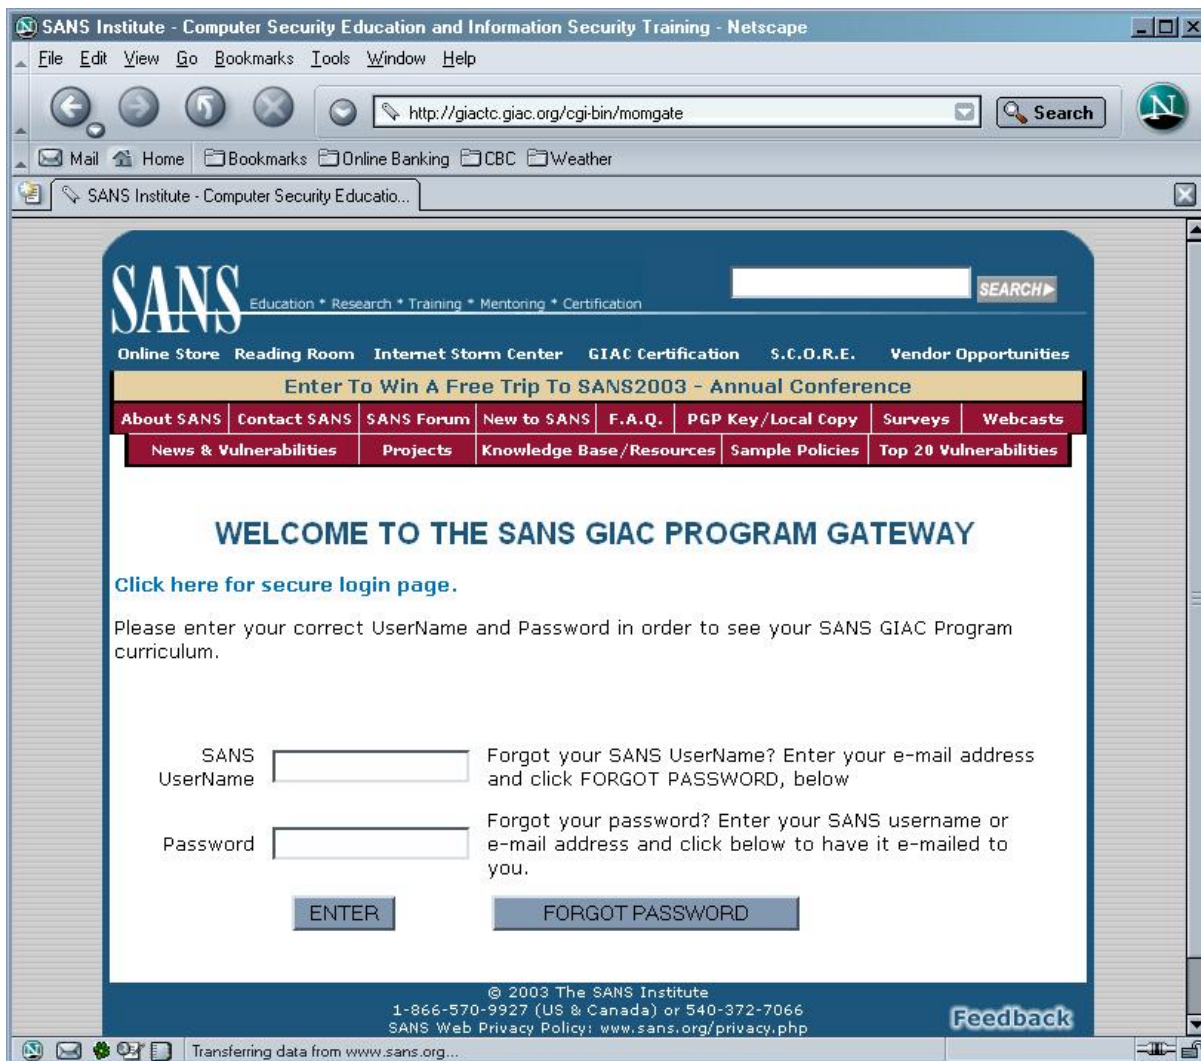 SANS Institute - Computer Security Education and Information Security Training - Netscape
File Edit View Go Bookmarks Tools Window Help
http://giactc.giac.org/cgi-bin/momgate
Search
N
Mail Home Bookmarks Online Banking CBC Weather
SANS Institute - Computer Security Educatio...
SANS
Education * Research * Training * Mentoring * Certification
SEARCH
Online Store Reading Room Internet Storm Center GIAC Certification S.C.O.R.E. Vendor Opportunities
Enter To Win A Free Trip To SANS2003 - Annual Conference
About SANS Contact SANS SANS Forum New to SANS F.A.Q. PGP Key/Local Copy Surveys Webcasts
News & Vulnerabilities Projects Knowledge Base/Resources Sample Policies Top 20 Vulnerabilities
WELCOME TO THE SANS GIAC PROGRAM GATEWAY
Click here for secure login page.
Please enter your correct UserName and Password in order to see your SANS GIAC Program
curriculum.
SANS
UserName
Forgot your SANS UserName? Enter your e-mail address
and click FORGOT PASSWORD, below
Password
Forgot your password? Enter your SANS username or
e-mail address and click below to have it e-mailed to
you.
ENTER
FORGOT PASSWORD
© 2003 The SANS Institute
1-866-570-9927 (US & Canada) or 540-372-7066
SANS Web Privacy Policy: www.sans.org/privacy.php
Feedback
Transferring data from www.sans.org...